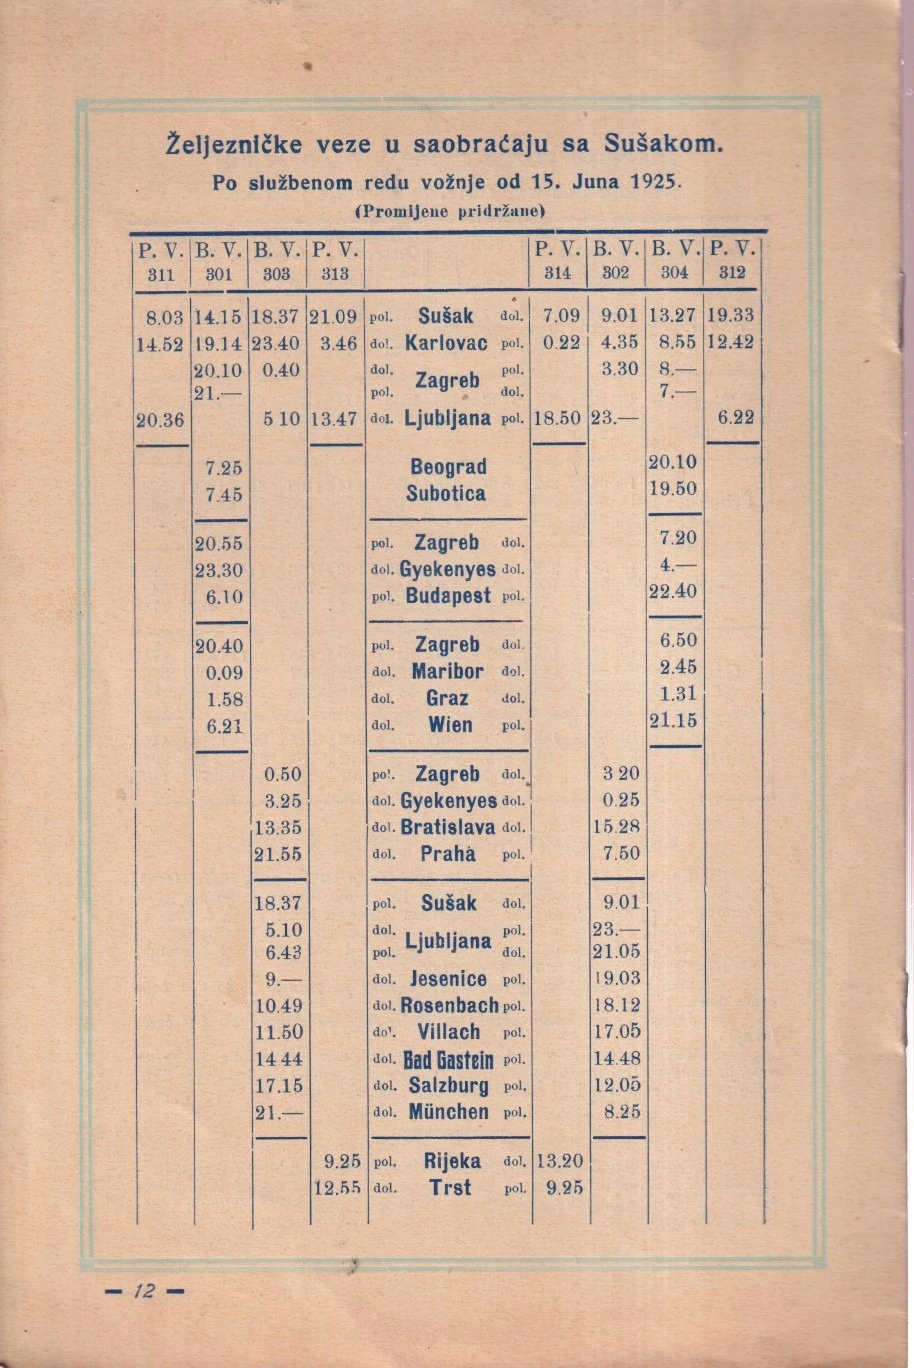 Željezničke veze u saobraćaju sa Sušakom.
Po službenom redu vožnje od 15. Juna 1925.
(Promijene pridržane)
P. V. B. V. B. V. P. V. P. V. B. V. B. V. P. V.
311 301 303 313 314 302 304 312
8.03 14.15 18.37 21.09 pol. Sušak dol. 7.09 9.01 13.27 19.33
14.52 19.14 23.40 3.46 dol. Karlovac pol. 0.22 4.35 8.55 12.42
20.10 0.40 dol. Zagreb pol. 3.30 8.—
21.— pol. dol. 7.—
20.36 5 10 13.47 dol. Ljubljana pol. 18.50 23.— 6.22
7.25 Beograd 20.10
7.45 Subotica 19.50
20.55 pol. Zagreb dol. 7.20
23.30 dol. Gyekenyes dol. 4.—
6.10 pol. Budapest pol. 22.40
20.40 pol. Zagreb dol. 6.50
0.09 dol. Maribor dol. 2.45
1.58 dol. Graz dol. 1.31
6.21 dol. Wien pol. 21.15
0.50 pol. Zagreb dol. 3 20
3.25 dol. Gyekenyes dol. 0.25
13.35 dol. Bratislava dol. 15.28
21.55 dol. Praha pol. 7.50
18.37 pol. Sušak dol. 9.01
5.10 dol. Ljubljana pol. 23.—
6.43 pol. dol. 21.05
9.— dol. Jesenice pol. 19.03
10.49 dol. Rosenbach pol. 18.12
11.50 dol. Villach pol. 17.05
14 44 dol. Bad Gastein pol. 14.48
17.15 dol. Salzburg pol. 12.05
21.— dol. München pol. 8.25
9.25 pol. Rijeka dol. 13.20
12.55 dol. Trst pol. 9.25
— 12 —